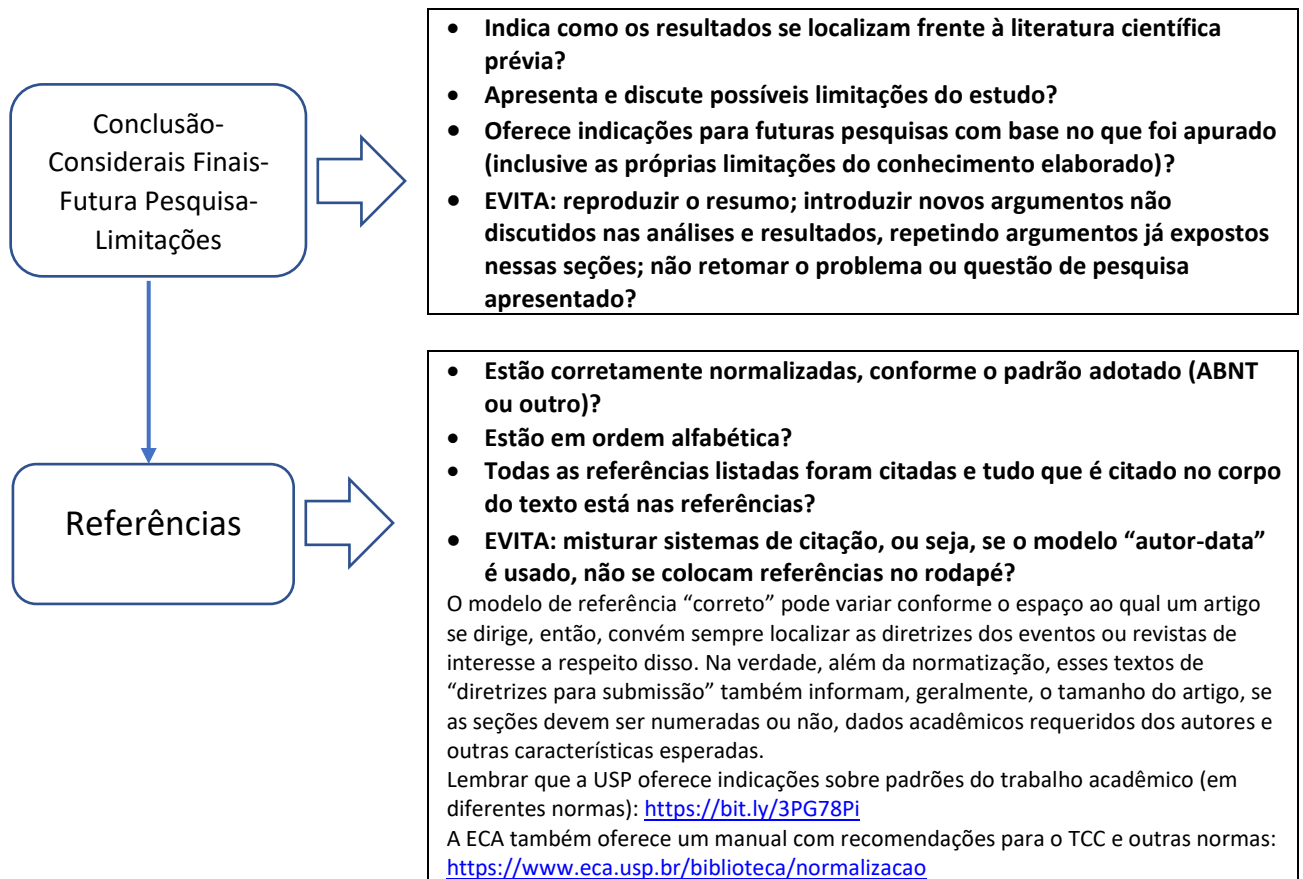 Conclusão-
Considerais Finais-
Futura Pesquisa-
Limitações
• Indica como os resultados se localizam frente à literatura científica
prévia?
• Apresenta e discute possíveis limitações do estudo?
• Oferece indicações para futuras pesquisas com base no que foi apurado
(inclusive as próprias limitações do conhecimento elaborado)?
• EVITA: reproduzir o resumo; introduzir novos argumentos não
discutidos nas análises e resultados, repetindo argumentos já expostos
nessas seções; não retomar o problema ou questão de pesquisa
apresentado?
Referências
• Estão corretamente normalizadas, conforme o padrão adotado (ABNT
ou outro)?
• Estão em ordem alfabética?
• Todas as referências listadas foram citadas e tudo que é citado no corpo
do texto está nas referências?
• EVITA: misturar sistemas de citação, ou seja, se o modelo “autor-data”
é usado, não se colocam referências no rodapé?
O modelo de referência “correto” pode variar conforme o espaço ao qual um artigo
se dirige, então, convém sempre localizar as diretrizes dos eventos ou revistas de
interesse a respeito disso. Na verdade, além da normatização, esses textos de
“diretrizes para submissão” também informam, geralmente, o tamanho do artigo, se
as seções devem ser numeradas ou não, dados acadêmicos requeridos dos autores e
outras características esperadas.
Lembrar que a USP oferece indicações sobre padrões do trabalho acadêmico (em
diferentes normas): https://bit.ly/3PG78Pi
A ECA também oferece um manual com recomendações para o TCC e outras normas:
https://www.eca.usp.br/biblioteca/normalizacao